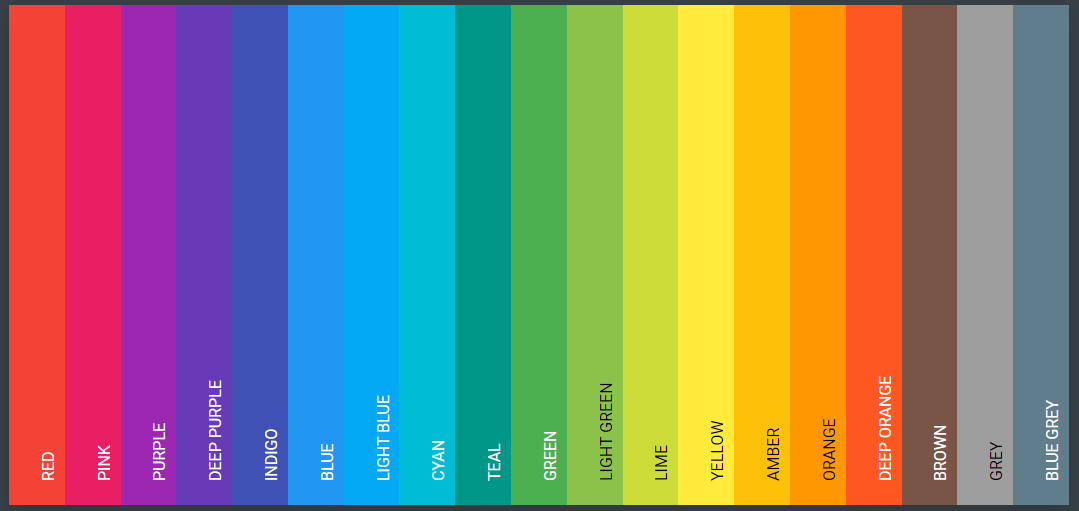 RED
PINK
PURPLE
DEEP PURPLE
INDIGO
BLUE
LIGHT BLUE
CYAN
TEAL
GREEN
LIGHT GREEN
LIME
YELLOW
AMBER
ORANGE
DEEP ORANGE
BROWN
GREY
BLUE GREY